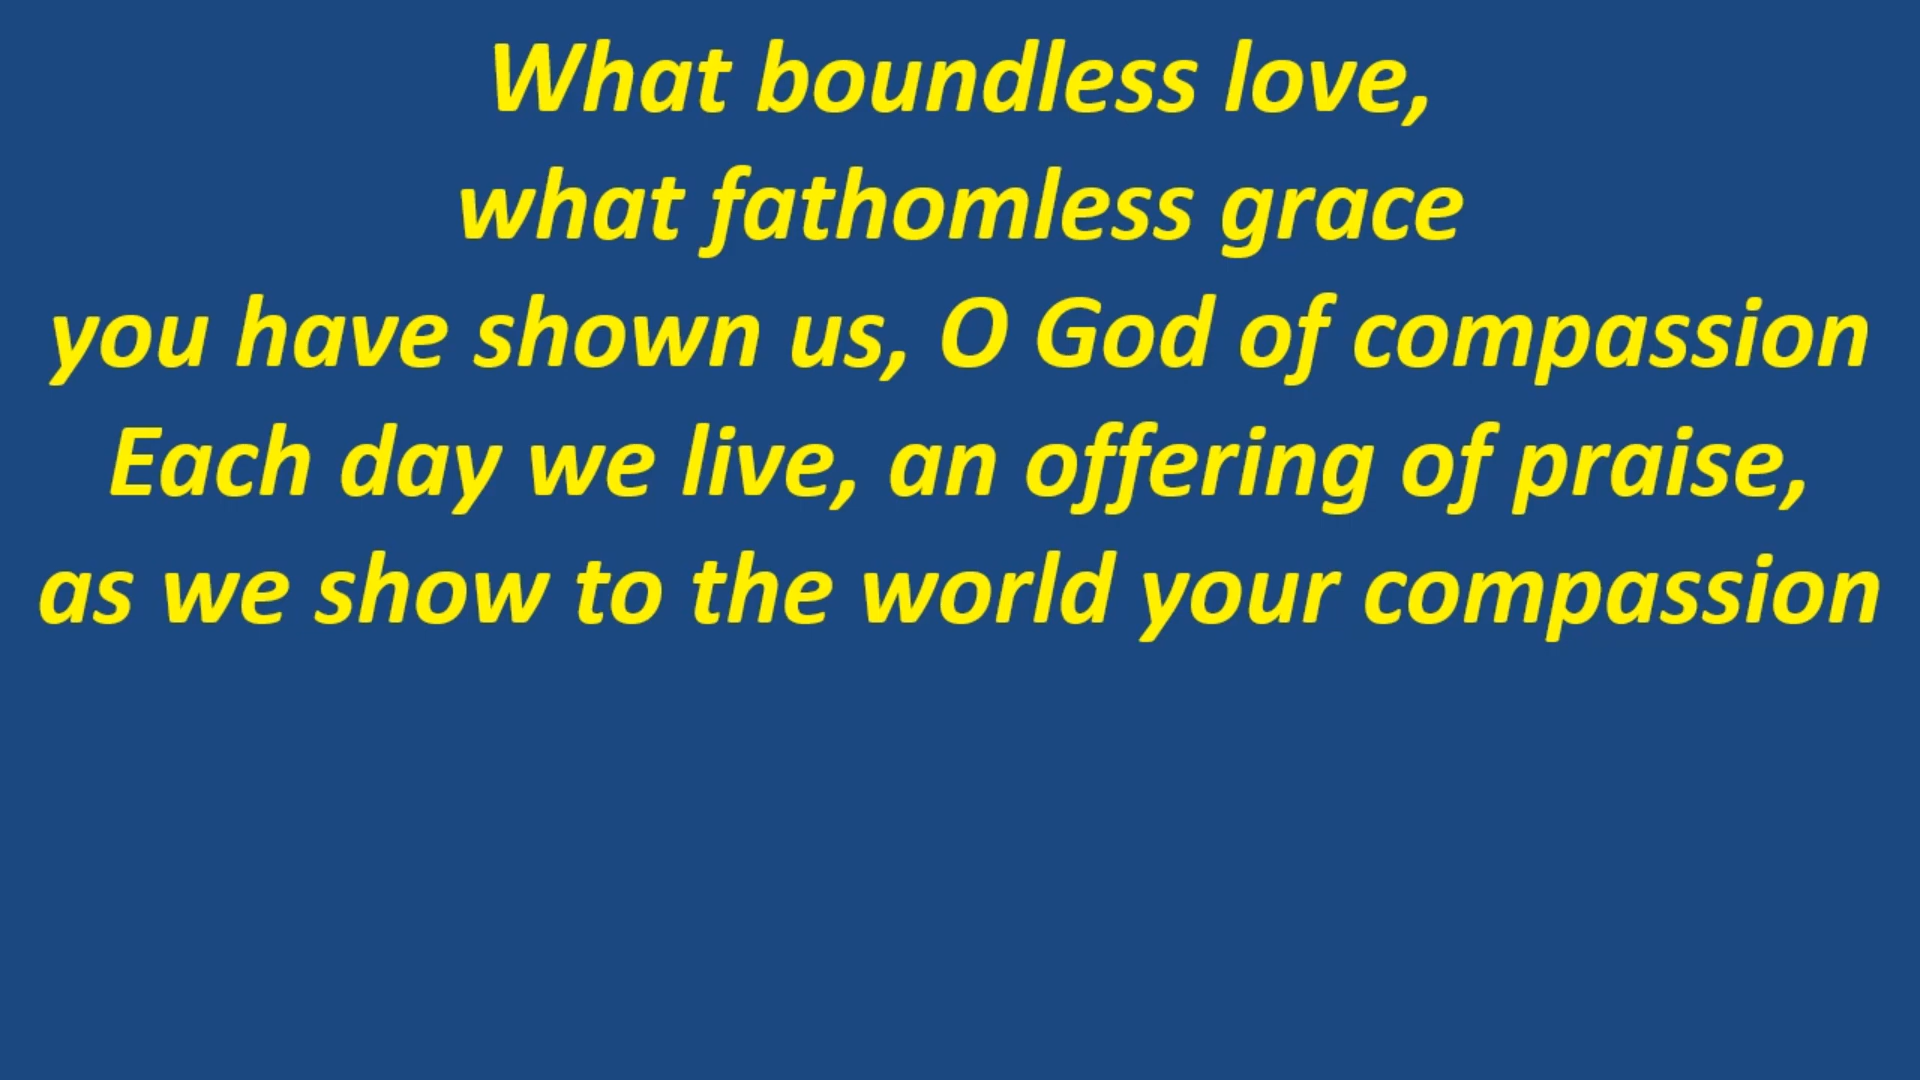 What boundless love,
what fathomless grace
you have shown us, O God of compassion
Each day we live, an offering of praise,
as we show to the world your compassion